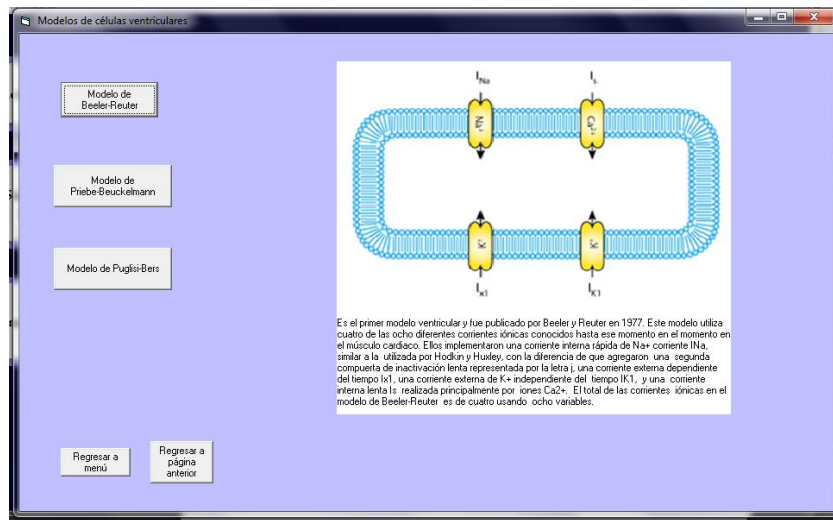 Modelos de células ventriculares
Modelo de
Beeler-Reuter
Modelo de
Priebe-Beuckelmann
Modelo de Puglisi-Bers
Regresar a
menú
Regresar a
página
anterior
INa
Is
Na+
Ca2+
K+
K+
Ix1
IK1
Es el primer modelo ventricular y fue publicado por Beeler y Reuter en 1977. Este modelo utiliza
cuatro de las ocho diferentes corrientes iónicas conocidos hasta ese momento en el momento en
el músculo cardiaco. Ellos implementaron una corriente interna rápida de Na+ corriente INa,
similar a la utilizada por Hodkin y Huxley, con la diferencia de que agregaron una segunda
compuerta de inactivación lenta representada por la letra j, una corriente externa dependiente
del tiempo Ix1, una corriente externa de K+ independiente del tiempo IK1, y una corriente
interna lenta Is realizada principalmente por iones Ca2+. El total de las corrientes iónicas en el
modelo de Beeler-Reuter es de cuatro usando ocho variables.